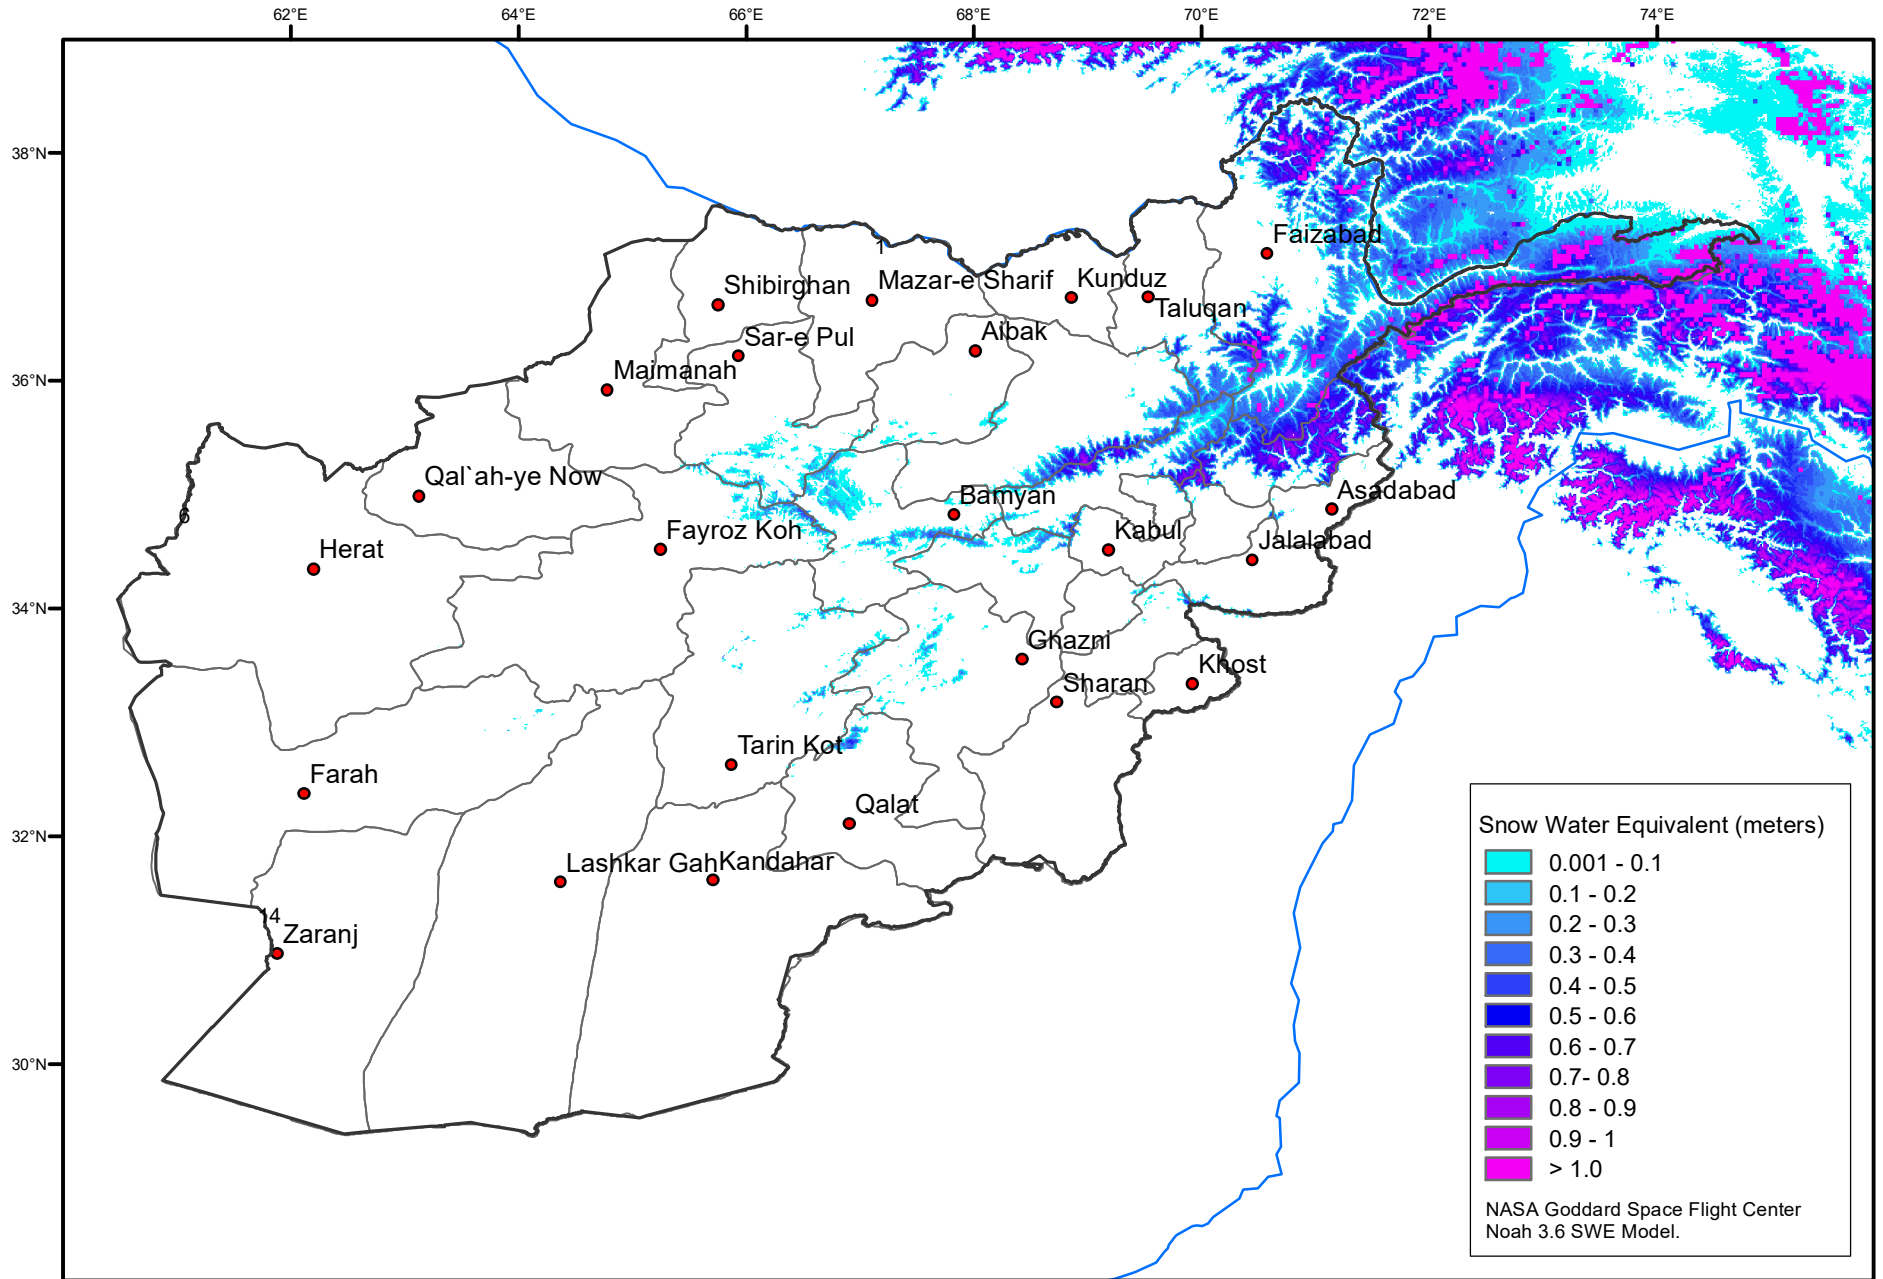 62°E 64°E 66°E 68°E 70°E 72°E 74°E
38°N
36°N
34°N
32°N
30°N
1
6
14
Faizabad
Shibirghan
Mazar-e Sharif
Kunduz
Taluqan
Sar-e Pul
Aibak
Maimanah
Qal`ah-ye Now
Bamyan
Asadabad
Herat
Fayroz Koh
Kabul
Jalalabad
Ghazni
Khost
Sharan
Tarin Kot
Farah
Qalat
Lashkar Gah
Kandahar
Zaranj
Snow Water Equivalent (meters)
0.001 - 0.1
0.1 - 0.2
0.2 - 0.3
0.3 - 0.4
0.4 - 0.5
0.5 - 0.6
0.6 - 0.7
0.7- 0.8
0.8 - 0.9
0.9 - 1
> 1.0
NASA Goddard Space Flight Center
Noah 3.6 SWE Model.